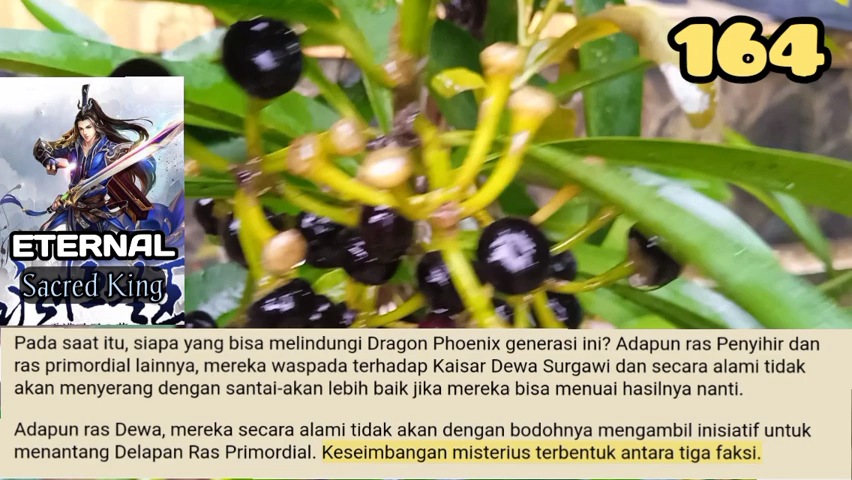 164
ETERNAL
Sacred King
Pada saat itu, siapa yang bisa melindungi Dragon Phoenix generasi ini? Adapun ras Penyihir dan
ras primordial lainnya, mereka waspada terhadap Kaisar Dewa Surgawi dan secara alami tidak
akan menyerang dengan santai-akan lebih baik jika mereka bisa menuai hasilnya nanti.
Adapun ras Dewa, mereka secara alami tidak akan dengan bodohnya mengambil inisiatif untuk
menantang Delapan Ras Primordial. Keseimbangan misterius terbentuk antara tiga faksi.